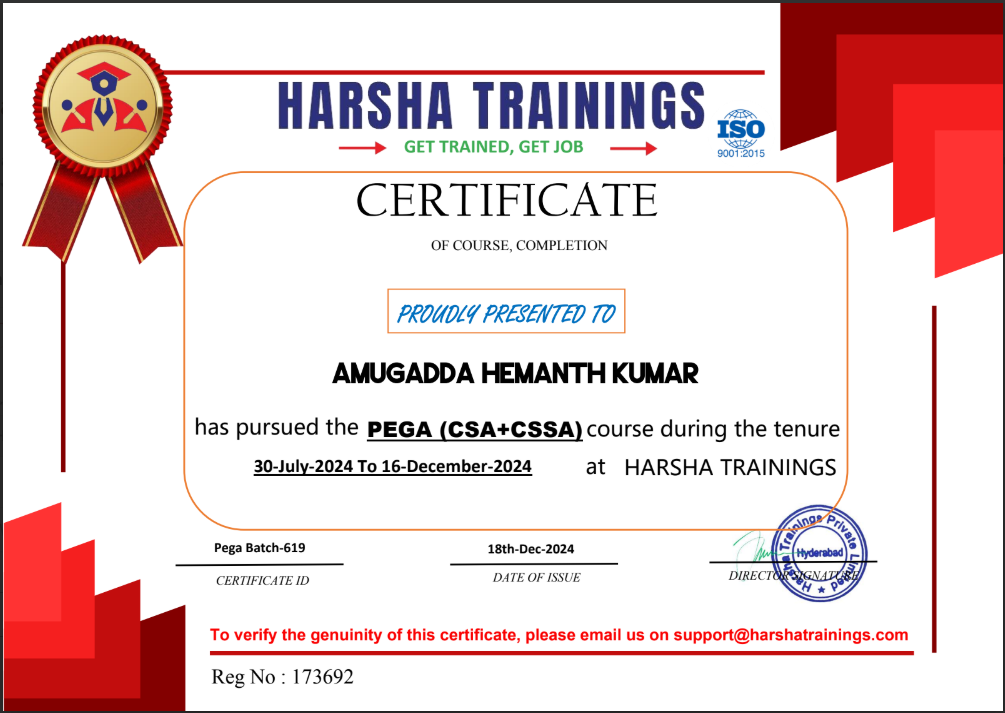 HARSHA TRAININGS
GET TRAINED, GET JOB
ISO
9001:2015
CERTIFICATE
OF COURSE, COMPLETION
PROUDLY PRESENTED TO
AMUGADDA HEMANTH KUMAR
has pursued the PEGA (CSA+CSSA) course during the tenure
30-July-2024 To 16-December-2024 at HARSHA TRAININGS
Pega Batch-619
CERTIFICATE ID
18th-Dec-2024
DATE OF ISSUE
Harsha Trainings Private Limited
Hyderabad
DIRECTOR SIGNATURE
To verify the genuinity of this certificate, please email us on support@harshatrainings.com
Reg No : 173692